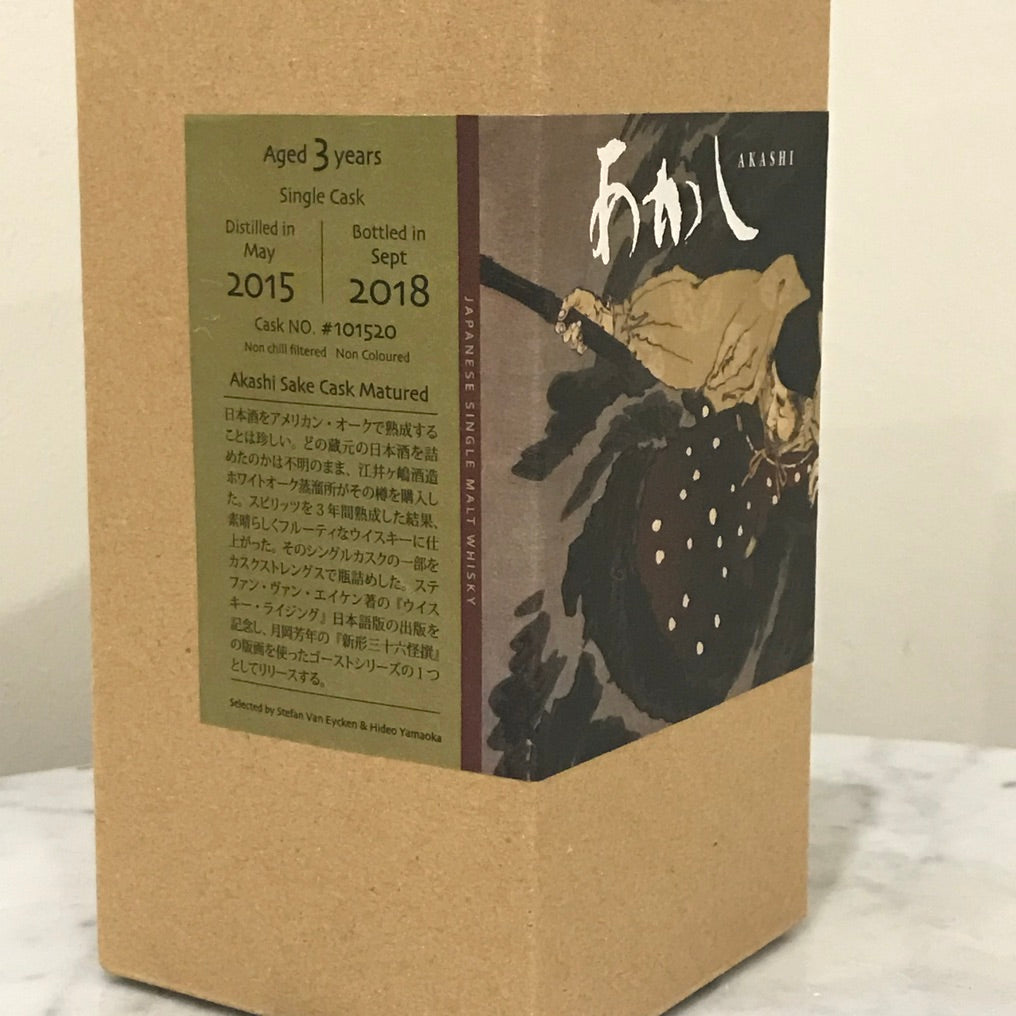 Aged 3 years
Single Cask
Distilled in
May
2015
Bottled in
Sept
2018
Cask NO. #101520
Non chill filtered Non Coloured
Akashi Sake Cask Matured
日本酒をアメリカン・オークで熟成する
ことは珍しい。どの蔵元の日本酒を詰
めたのかは不明のまま、江井ヶ嶋酒造
ホワイトオーク蒸溜所がその樽を購入し
た。スピリッツを3年間熟成した結果、
素晴らしくフルーティなウイスキーに仕
上がった。そのシングルカスクの一部を
カスクストレングスで瓶詰めした。ステ
ファン・ヴァン・エイケン著の『ウイス
キー・ライジング』日本語版の出版を
記念し、月岡芳年の『新形三十六怪撰』
の版画を使ったゴーストシリーズの1つ
としてリリースする。
Selected by Stefan Van Eycken & Hideo Yamaoka
JAPANESE SINGLE MALT WHISKY
あかし
AKASHI